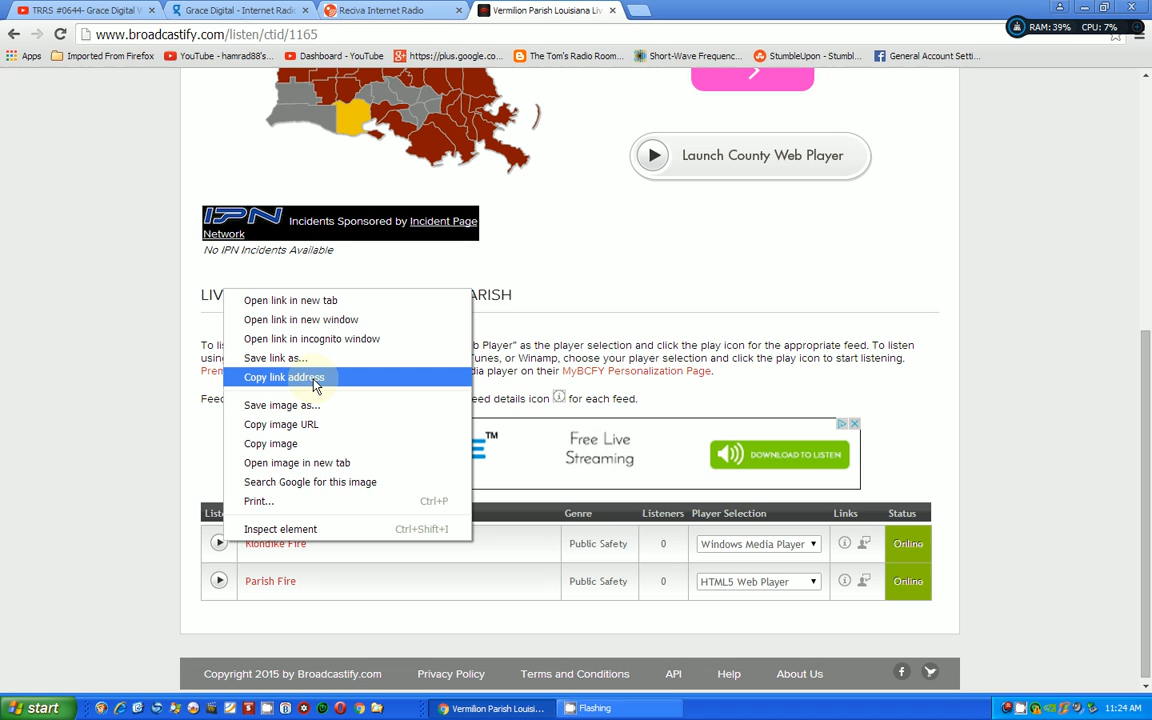 TRRS #0644- Grace Digital W
Grace Digital - Internet Radi
Reciva Internet Radio
Vermilion Parish Louisiana Liv
www.broadcastify.com/listen/ctid/1165
RAM: 39% CPU: 7%
Apps
Imported From Firefox
YouTube - hamrad88's...
Dashboard - YouTube
https://plus.google.co...
The Tom's Radio Room...
Short-Wave Frequenc...
StumbleUpon - Stumbl...
General Account Setti...
Launch County Web Player
IPN Incidents Sponsored by Incident Page
Network
No IPN Incidents Available
LIV
ARISH
To li
b Player" as the player selection and click the play icon for the appropriate feed. To listen
using
Tunes, or Winamp, choose your player selection and click the play icon to start listening.
Prem
dia player on their MyBCFY Personalization Page.
Feed
eed details icon for each feed.
Open link in new tab
Open link in new window
Open link in incognito window
Save link as...
Copy link address
Save image as...
Copy image URL
Copy image
Open image in new tab
Search Google for this image
Print... Ctrl+P
Inspect element Ctrl+Shift+I
TM
Free Live
Streaming
DOWNLOAD TO LISTEN
Liste
Genre Listeners Player Selection Links Status
Klondike Fire Public Safety 0 Windows Media Player Online
Parish Fire Public Safety 0 HTML5 Web Player Online
Copyright 2015 by Broadcastify.com Privacy Policy Terms and Conditions API Help About Us
start
Vermilion Parish Louisi...
Flashing
11:24 AM